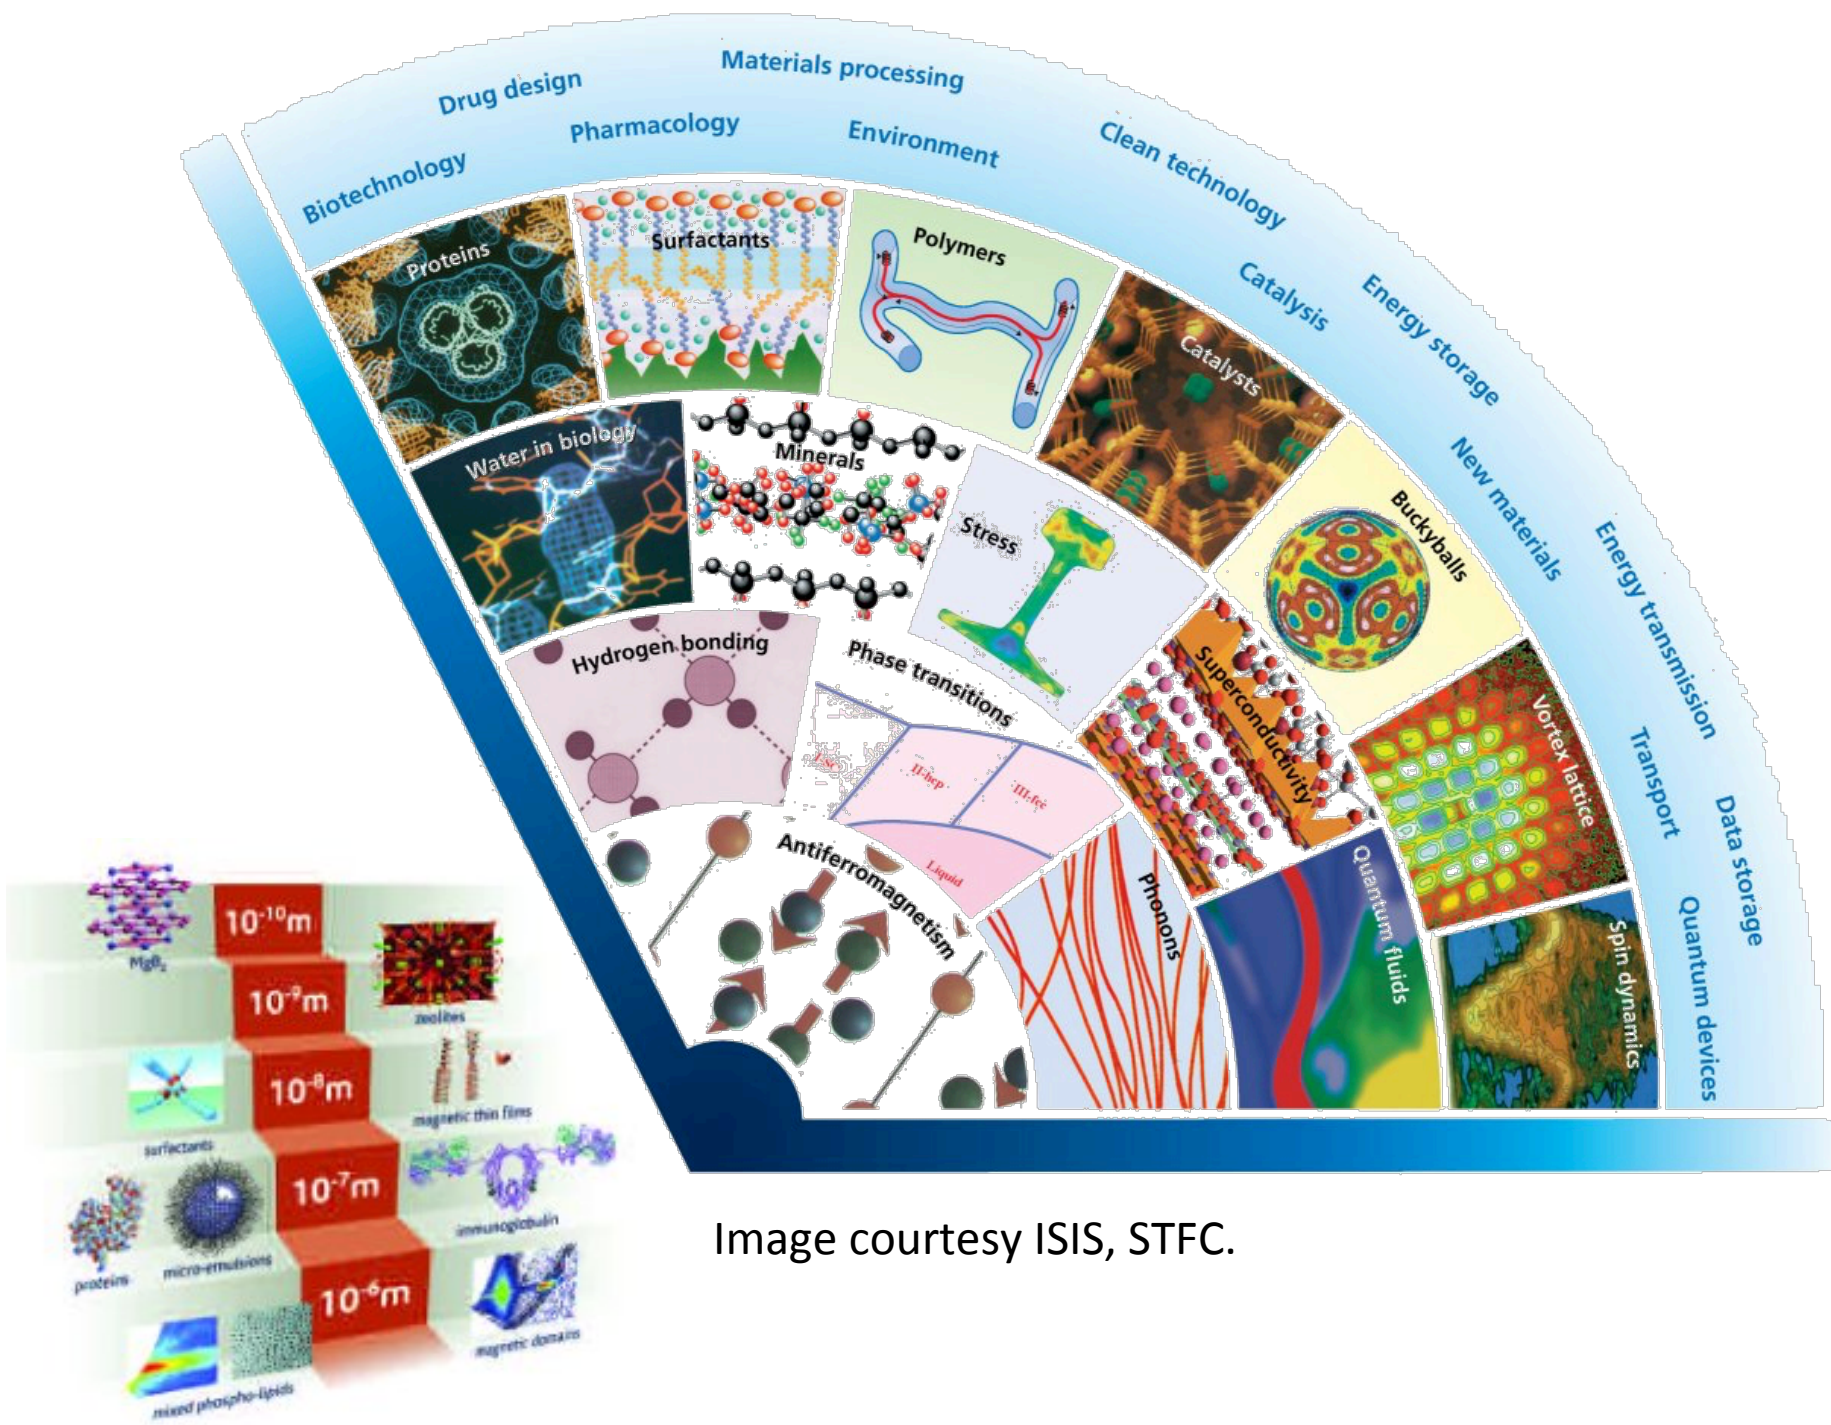 Drug design
Materials processing
Biotechnology
Pharmacology
Environment
Clean technology
Catalysis
Energy storage
New materials
Energy transmission
Transport
Data storage
Quantum devices
Proteins
Surfactants
Polymers
Catalysts
Buckyballs
Vortex lattice
Spin dynamics
Water in biology
Minerals
Stress
Superconductivity
Quantum fluids
Hydrogen bonding
Phase transitions
II-hcp
III-fcc
Liquid
Phonons
Antiferromagnetism
10⁻¹⁰m
MgB₂
10⁻⁹m
zeolites
10⁻⁸m
surfectants
magnetic thin films
10⁻⁷m
proteins
micro-emulsions
immunoglobulin
10⁻⁶m
mixed phospho-lipids
magnetic domains
Image courtesy ISIS, STFC.